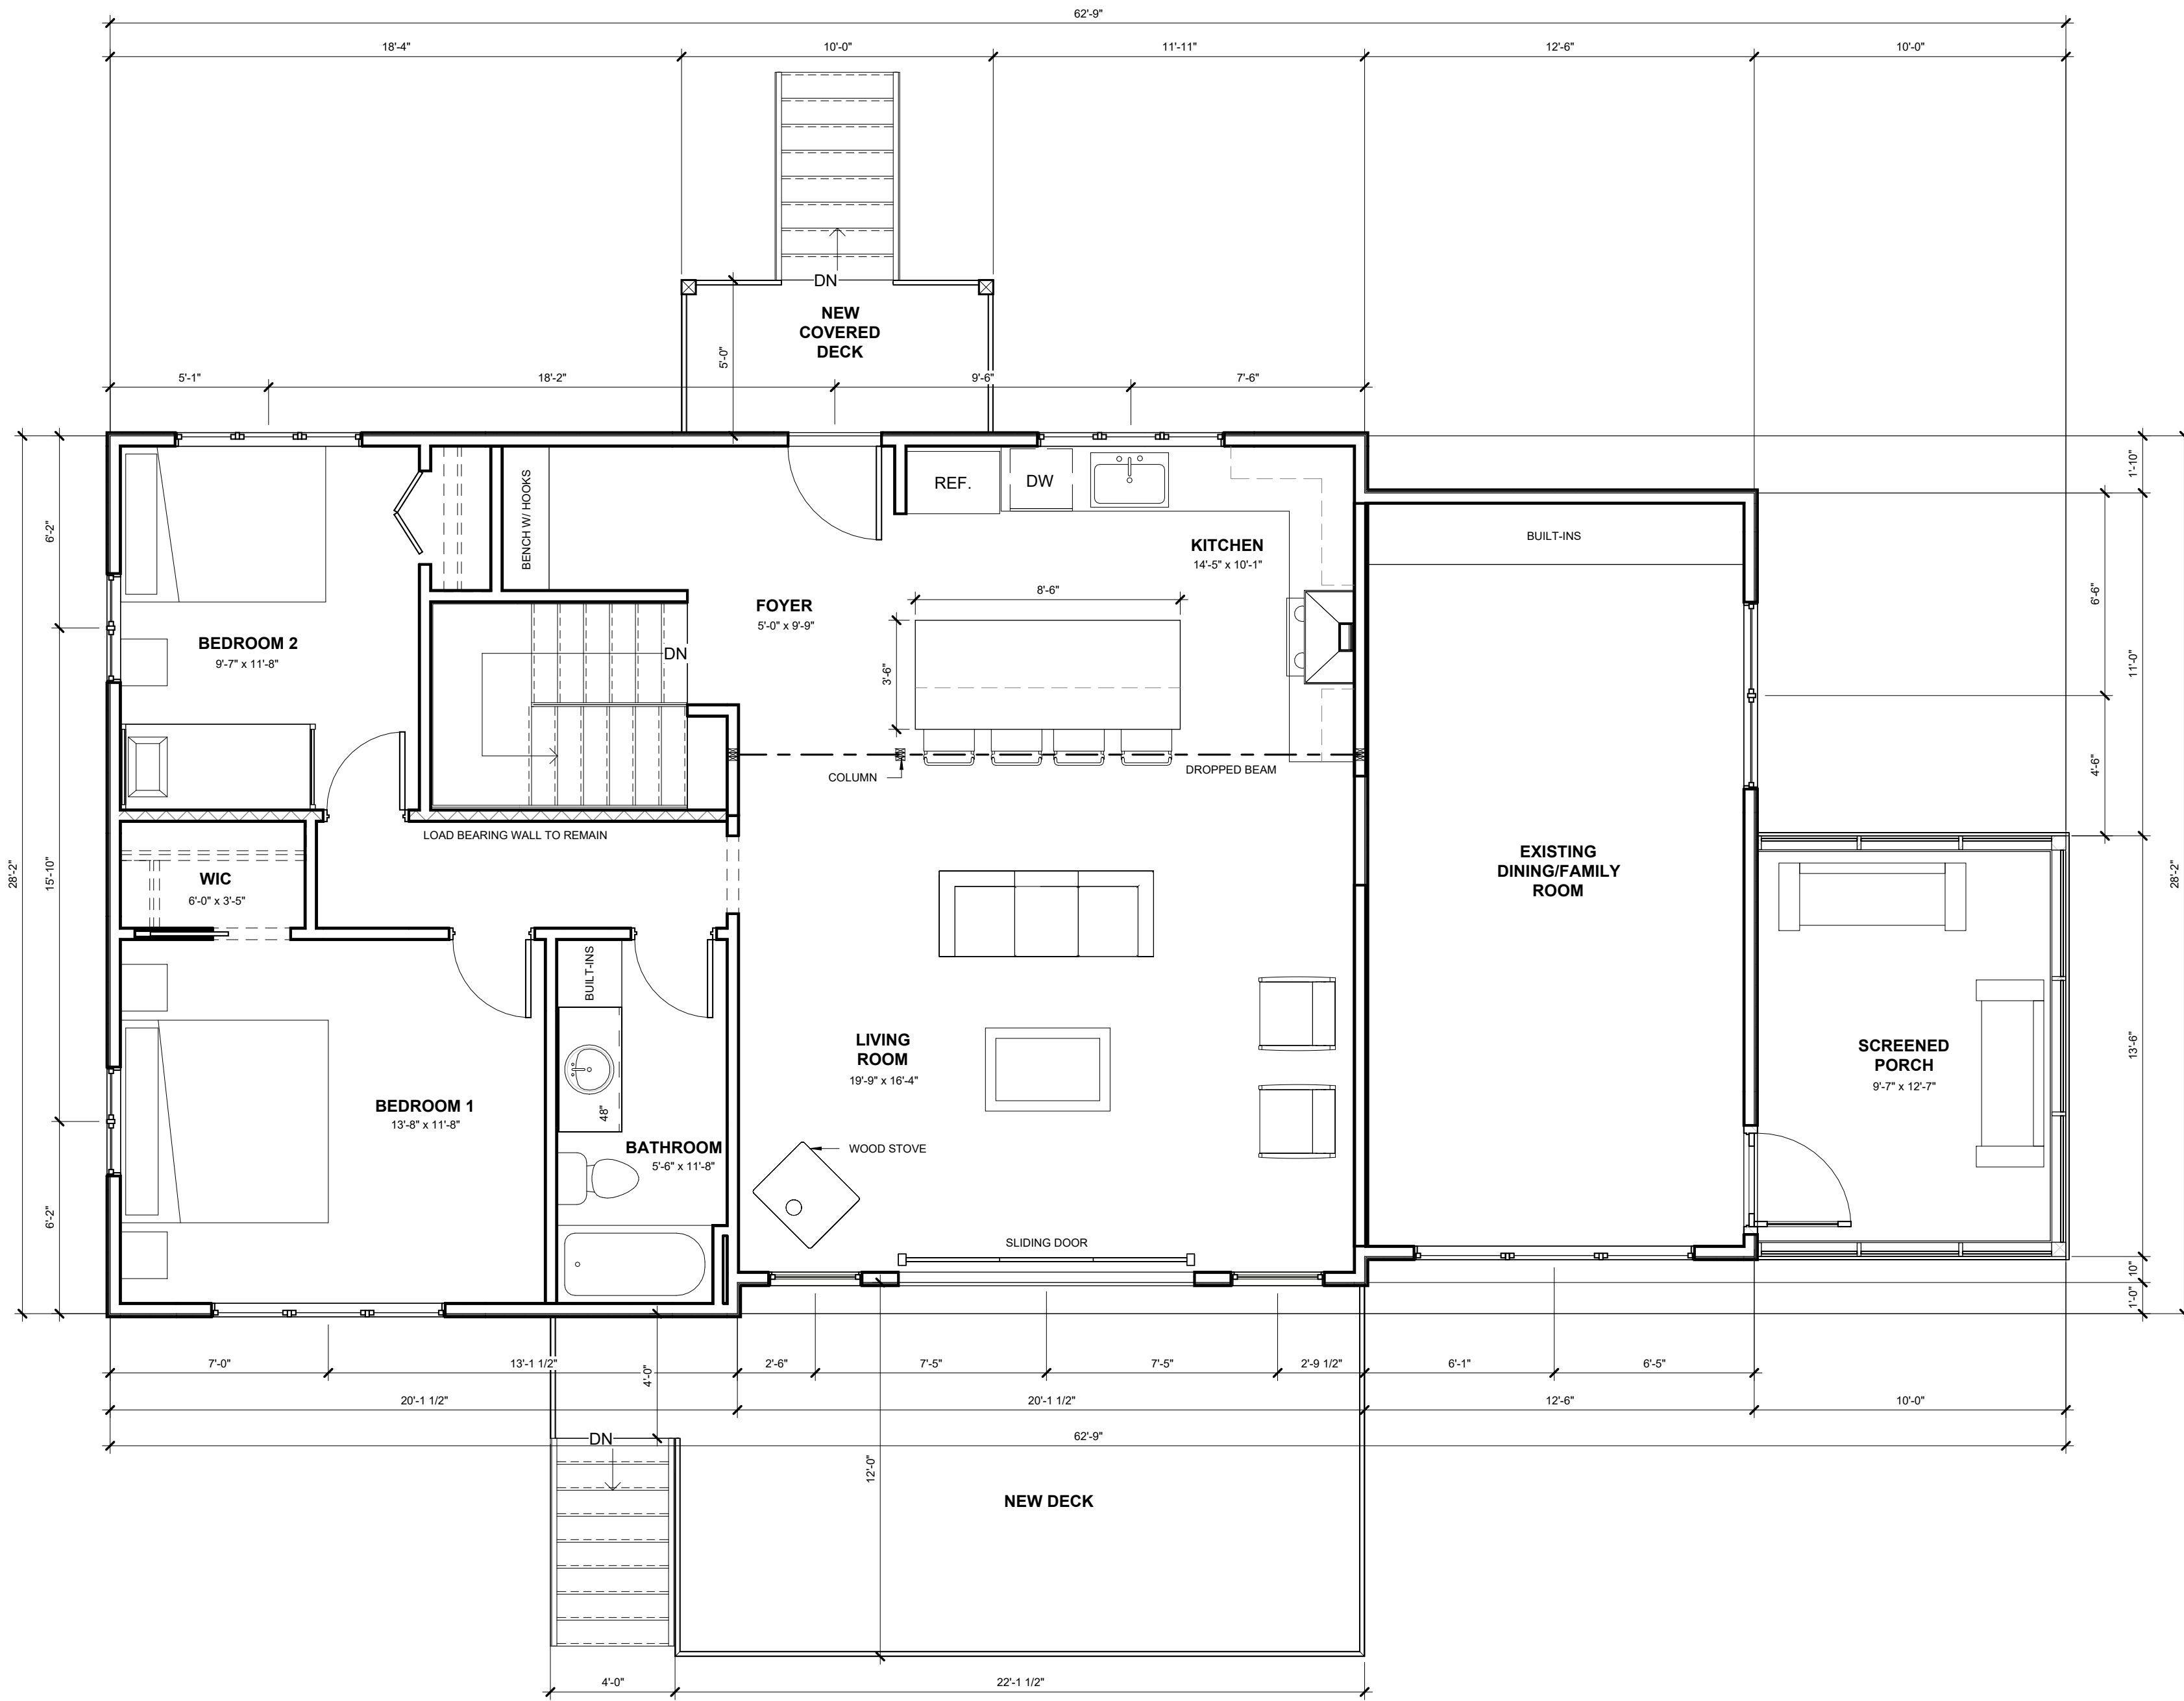 62'-9"
18'-4"
10'-0"
11'-11"
12'-6"
10'-0"
DN
NEW
COVERED
DECK
5'-0"
5'-1"
18'-2"
9'-6"
7'-6"
BENCH W/ HOOKS
REF.
DW
KITCHEN
14'-5" x 10'-1"
BUILT-INS
1'-10"
6'-2"
8'-6"
FOYER
5'-0" x 9'-9"
6'-6"
BEDROOM 2
9'-7" x 11'-8"
DN
3'-6"
11'-0"
COLUMN
DROPPED BEAM
4'-6"
LOAD BEARING WALL TO REMAIN
28'-2"
15'-10"
WIC
6'-0" x 3'-5"
EXISTING
DINING/FAMILY
ROOM
28'-2"
BUILT-INS
LIVING
ROOM
19'-9" x 16'-4"
SCREENED
PORCH
9'-7" x 12'-7"
13'-6"
BEDROOM 1
13'-8" x 11'-8"
48"
BATHROOM
5'-6" x 11'-8"
WOOD STOVE
6'-2"
SLIDING DOOR
10"
1'-0"
7'-0"
13'-1 1/2"
4'-0"
2'-6"
7'-5"
7'-5"
2'-9 1/2"
6'-1"
6'-5"
20'-1 1/2"
20'-1 1/2"
12'-6"
10'-0"
DN
62'-9"
12'-0"
NEW DECK
4'-0"
22'-1 1/2"